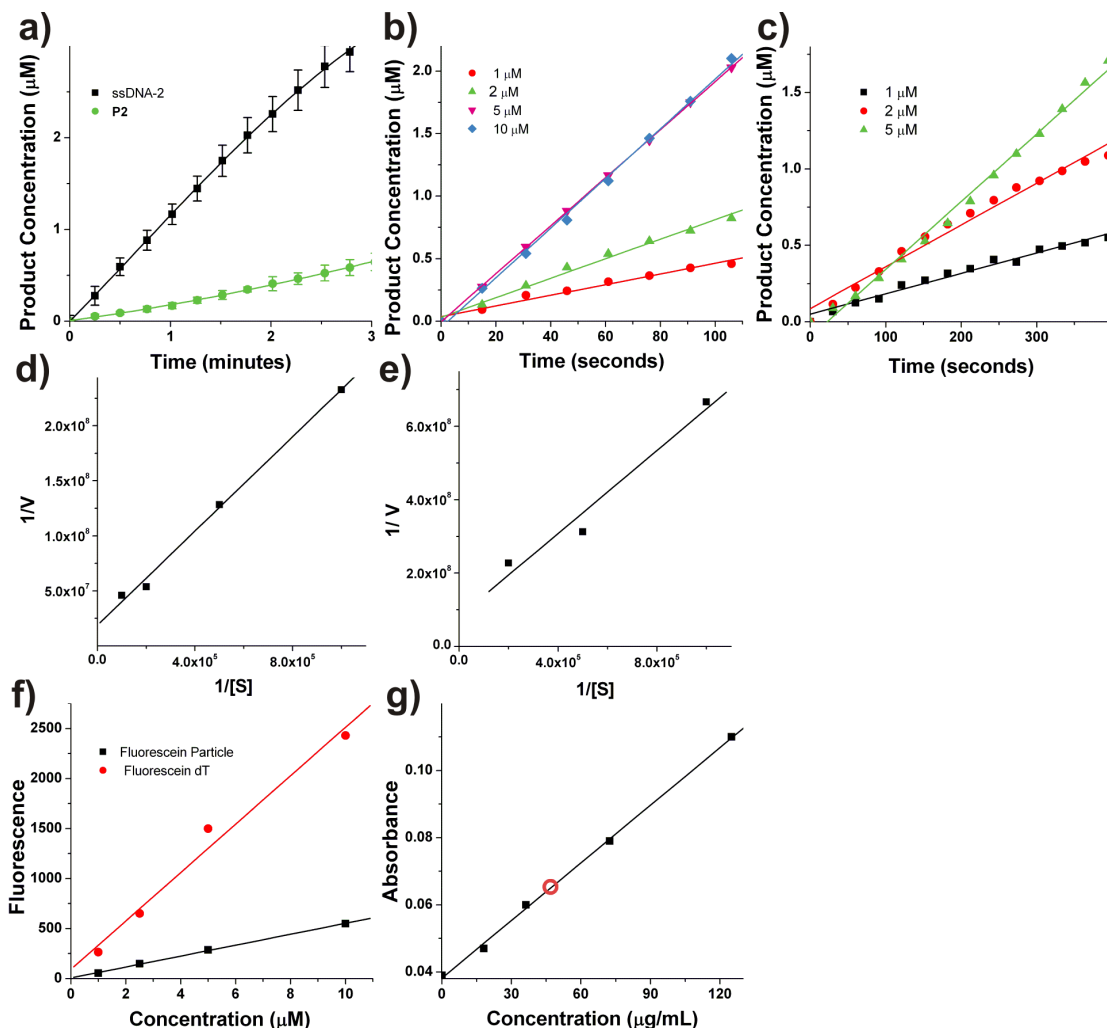 a)
Product Concentration (μM)
2
0
0
1
2
3
Time (minutes)
ssDNA-2
P2
b)
Product Concentration (μM)
2.0
1.5
1.0
0.5
0.0
0
20
40
60
80
100
Time (seconds)
1 μM
2 μM
5 μM
10 μM
c)
Product Concentration (μM)
1.5
1.0
0.5
0.0
0
100
200
300
Time (seconds)
1 μM
2 μM
5 μM
d)
1/V
2.0x10⁸
1.5x10⁸
1.0x10⁸
5.0x10⁷
0.0
4.0x10⁵
8.0x10⁵
1/[S]
e)
1/ V
6.0x10⁸
4.0x10⁸
2.0x10⁸
0.0
0.0
4.0x10⁵
8.0x10⁵
1/[S]
f)
Fluorescence
2500
2000
1500
1000
500
0
0
2
4
6
8
10
Concentration (μM)
Fluorescein Particle
Fluorescein dT
g)
Absorbance
0.10
0.08
0.06
0.04
0
30
60
90
120
Concentration (μg/mL)